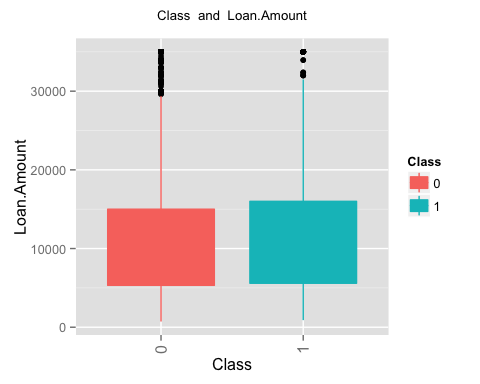 Class and Loan.Amount
Loan.Amount
30000
20000
10000
0
0
1
Class
Class
0
1